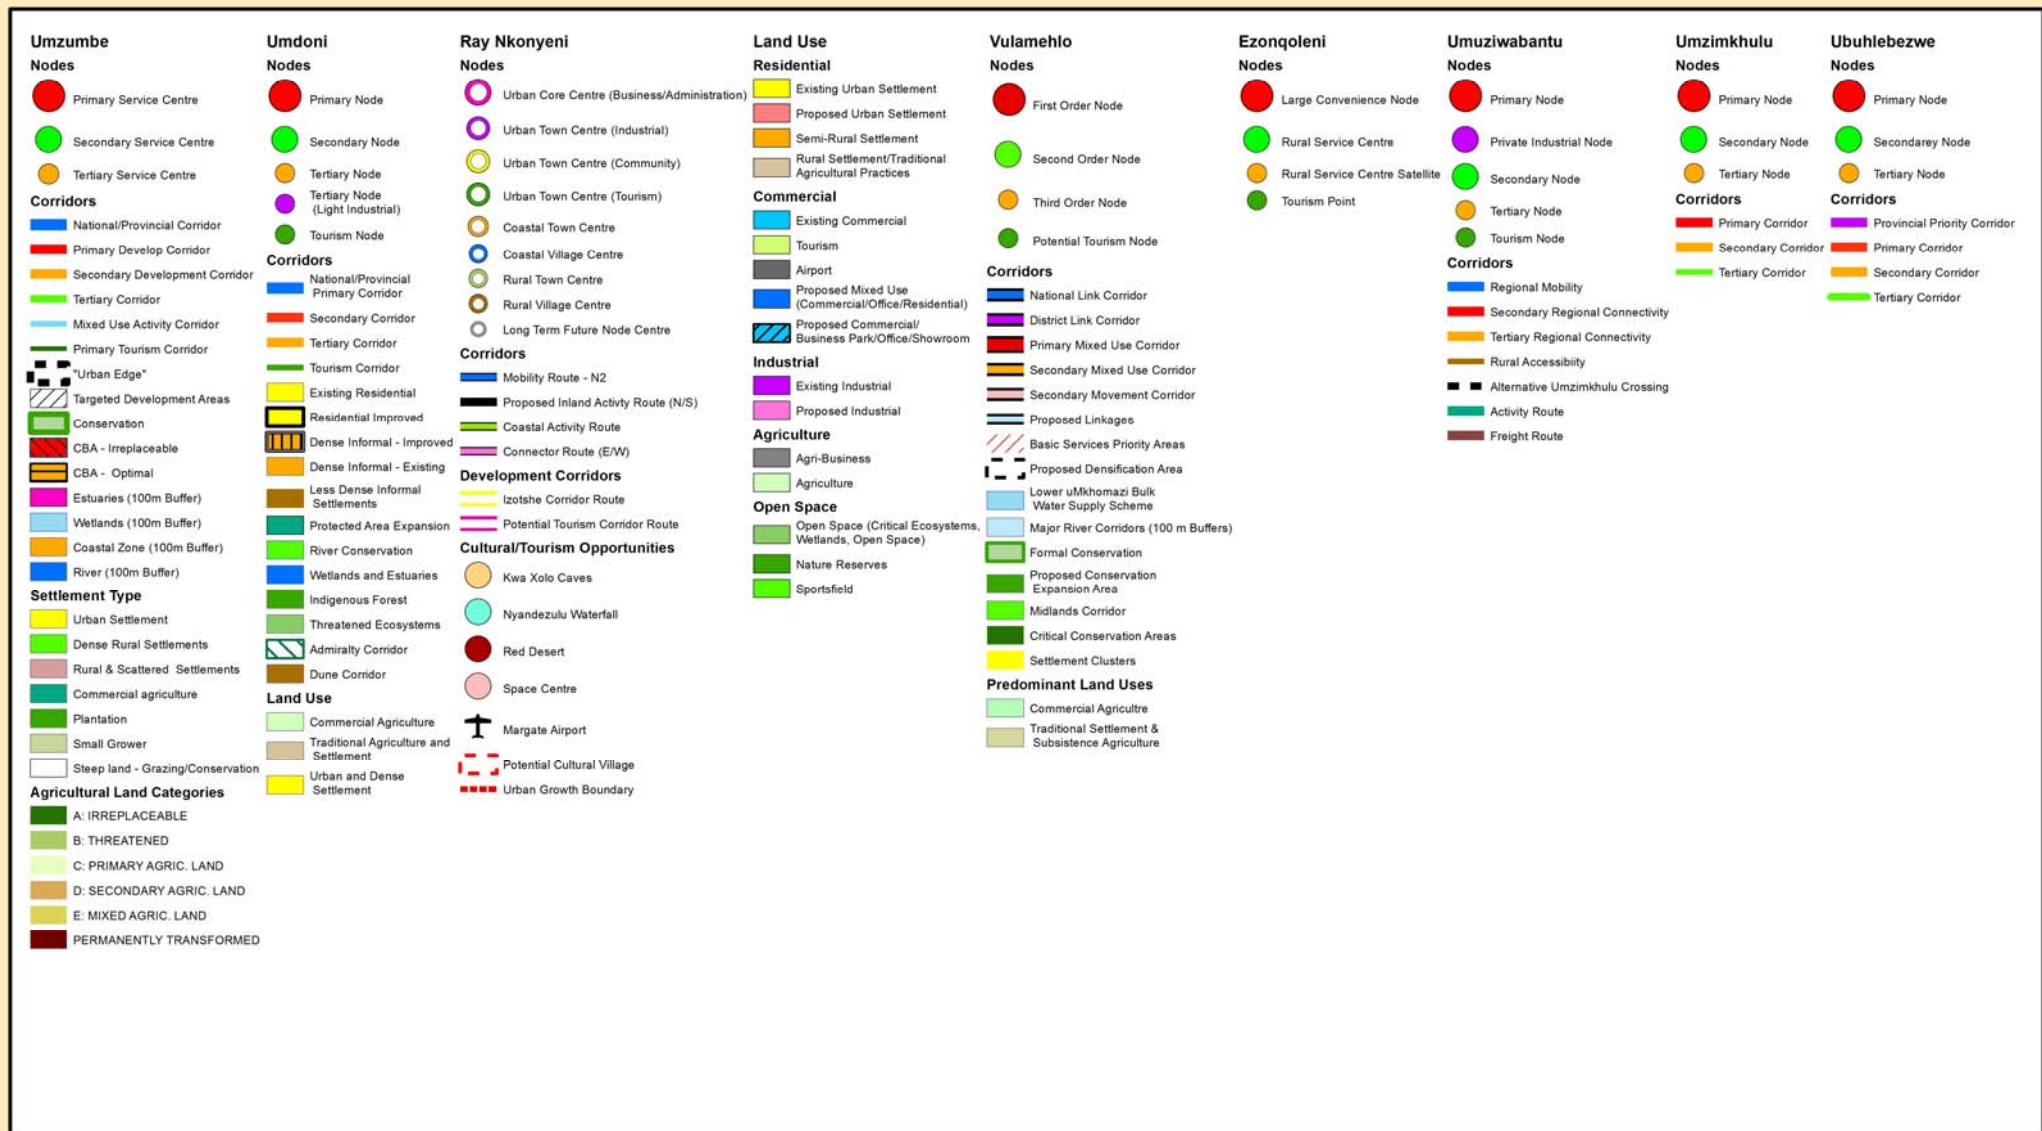 Umzumbe
Nodes
Primary Service Centre
Secondary Service Centre
Tertiary Service Centre
Corridors
National/Provincial Corridor
Primary Develop Corridor
Secondary Development Corridor
Tertiary Corridor
Mixed Use Activity Corridor
Primary Tourism Corridor
"Urban Edge"
Targeted Development Areas
Conservation
CBA - Irreplaceable
CBA - Optimal
Estuaries (100m Buffer)
Wetlands (100m Buffer)
Coastal Zone (100m Buffer)
River (100m Buffer)
Settlement Type
Urban Settlement
Dense Rural Settlements
Rural & Scattered Settlements
Commercial agriculture
Plantation
Small Grower
Steep land - Grazing/Conservation
Agricultural Land Categories
A: IRREPLACEABLE
B: THREATENED
C: PRIMARY AGRIC. LAND
D: SECONDARY AGRIC. LAND
E: MIXED AGRIC. LAND
PERMANENTLY TRANSFORMED
Umdoni
Nodes
Primary Node
Secondary Node
Tertiary Node
Tertiary Node
(Light Industrial)
Tourism Node
Corridors
National/Provincial
Primary Corridor
Secondary Corridor
Tertiary Corridor
Tourism Corridor
Existing Residential
Residential Improved
Dense Informal - Improved
Dense Informal - Existing
Less Dense Informal
Settlements
Protected Area Expansion
River Conservation
Wetlands and Estuaries
Indigenous Forest
Threatened Ecosystems
Admiralty Corridor
Dune Corridor
Land Use
Commercial Agriculture
Traditional Agriculture and
Settlement
Urban and Dense
Settlement
Ray Nkonyeni
Nodes
Urban Core Centre (Business/Administration)
Urban Town Centre (Industrial)
Urban Town Centre (Community)
Urban Town Centre (Tourism)
Coastal Town Centre
Coastal Village Centre
Rural Town Centre
Rural Village Centre
Long Term Future Node Centre
Corridors
Mobility Route - N2
Proposed Inland Activty Route (N/S)
Coastal Activity Route
Connector Route (E/W)
Development Corridors
Izotshe Corridor Route
Potential Tourism Corridor Route
Cultural/Tourism Opportunities
Kwa Xolo Caves
Nyandezulu Waterfall
Red Desert
Space Centre
Margate Airport
Potential Cultural Village
Urban Growth Boundary
Land Use
Residential
Existing Urban Settlement
Proposed Urban Settlement
Semi-Rural Settlement
Rural Settlement/Traditional
Agricultural Practices
Commercial
Existing Commercial
Tourism
Airport
Proposed Mixed Use
(Commercial/Office/Residential)
Proposed Commercial/
Business Park/Office/Showroom
Industrial
Existing Industrial
Proposed Industrial
Agriculture
Agri-Business
Agriculture
Open Space
Open Space (Critical Ecosystems,
Wetlands, Open Space)
Nature Reserves
Sportsfield
Vulamehlo
Nodes
First Order Node
Second Order Node
Third Order Node
Potential Tourism Node
Corridors
National Link Corridor
District Link Corridor
Primary Mixed Use Corridor
Secondary Mixed Use Corridor
Secondary Movement Corridor
Proposed Linkages
Basic Services Priority Areas
Proposed Densification Area
Lower uMkhomazi Bulk
Water Supply Scheme
Major River Corridors (100 m Buffers)
Formal Conservation
Proposed Conservation
Expansion Area
Midlands Corridor
Critical Conservation Areas
Settlement Clusters
Predominant Land Uses
Commercial Agricultre
Traditional Settlement &
Subsistence Agriculture
Ezonqoleni
Nodes
Large Convenience Node
Rural Service Centre
Rural Service Centre Satellite
Tourism Point
Umuziwabantu
Nodes
Primary Node
Private Industrial Node
Secondary Node
Tertiary Node
Tourism Node
Corridors
Regional Mobility
Secondary Regional Connectivity
Tertiary Regional Connectivity
Rural Accessibiity
Alternative Umzimkhulu Crossing
Activity Route
Freight Route
Umzimkhulu
Nodes
Primary Node
Secondary Node
Tertiary Node
Corridors
Primary Corridor
Secondary Corridor
Tertiary Corridor
Ubuhlebezwe
Nodes
Primary Node
Secondarey Node
Tertiary Node
Corridors
Provincial Priority Corridor
Primary Corridor
Secondary Corridor
Tertiary Corridor